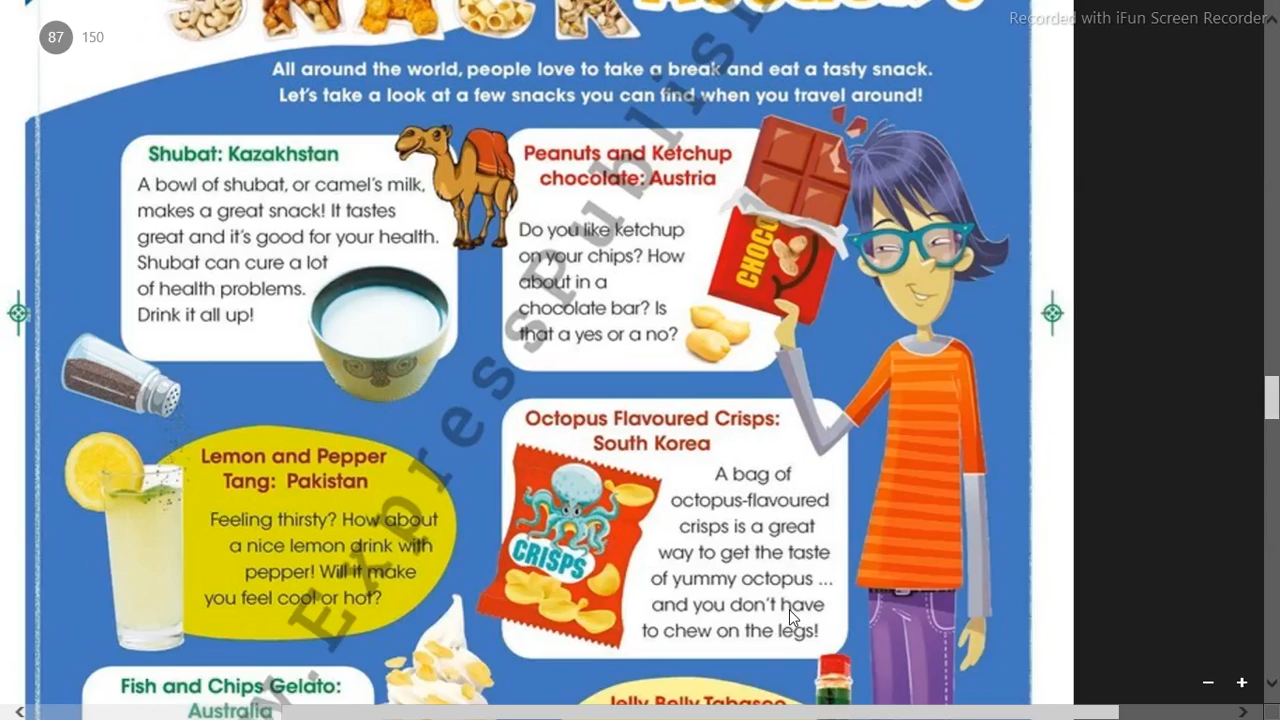 Recorded with iFun Screen Recorder
87 150
SNACK
All around the world, people love to take a break and eat a tasty snack.
Let's take a look at a few snacks you can find when you travel around!
Shubat: Kazakhstan
A bowl of shubat, or camel's milk,
makes a great snack! It tastes
great and it's good for your health.
Shubat can cure a lot
of health problems.
Drink it all up!
Peanuts and Ketchup
chocolate: Austria
Do you like ketchup
on your chips? How
about in a
chocolate bar? Is
that a yes or a no?
CHOCO
Lemon and Pepper
Tang: Pakistan
Feeling thirsty? How about
a nice lemon drink with
pepper! Will it make
you feel cool or hot?
Octopus Flavoured Crisps:
South Korea
A bag of
octopus-flavoured
crisps is a great
way to get the taste
of yummy octopus ...
and you don't have
to chew on the legs!
CRISPS
Fish and Chips Gelato:
Australia
Jelly Belly Tabasco
w.ExpressPublish